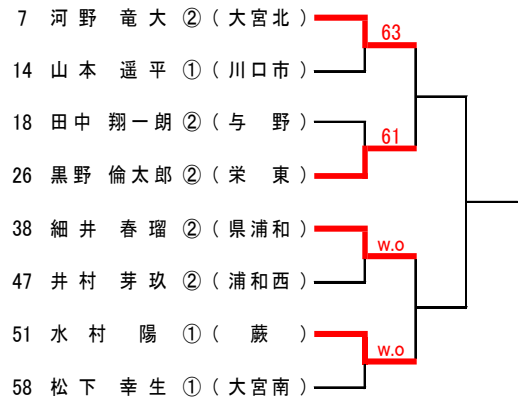 7 河野 竜大 ② (大宮北)
63
14 山本 遥平 ① (川口市)
18 田中 翔一朗 ② (与 野)
61
26 黒野 倫太郎 ② (栄 東)
38 細井 春瑠 ② (県浦和)
w.o
47 井村 芽玖 ② (浦和西)
51 水村 陽 ① (蕨)
w.o
58 松下 幸生 ① (大宮南)